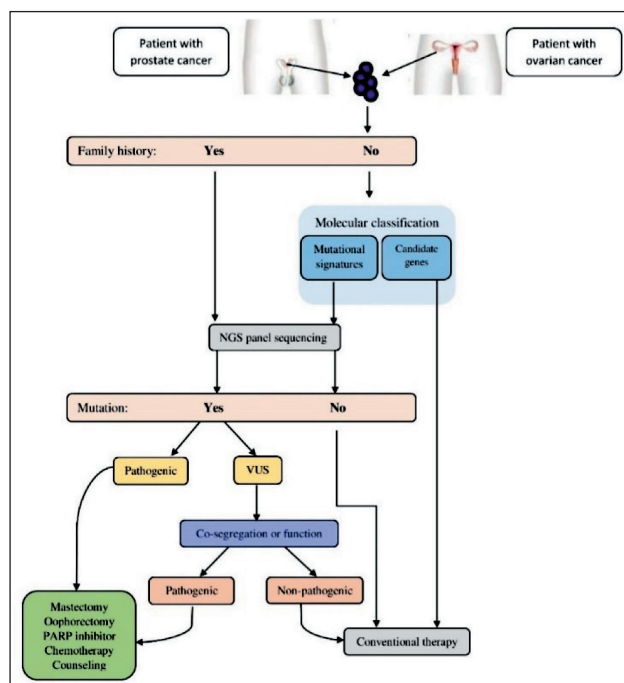 Patient with
prostate cancer
Patient with
ovarian cancer
Family history: Yes No
Molecular classification
Mutational
signatures
Candidate
genes
NGS panel sequencing
Mutation: Yes No
Pathogenic
VUS
Co-segregation or function
Pathogenic
Non-pathogenic
Mastectomy
Oophorectomy
PARP inhibitor
Chemotherapy
Counseling
Conventional therapy